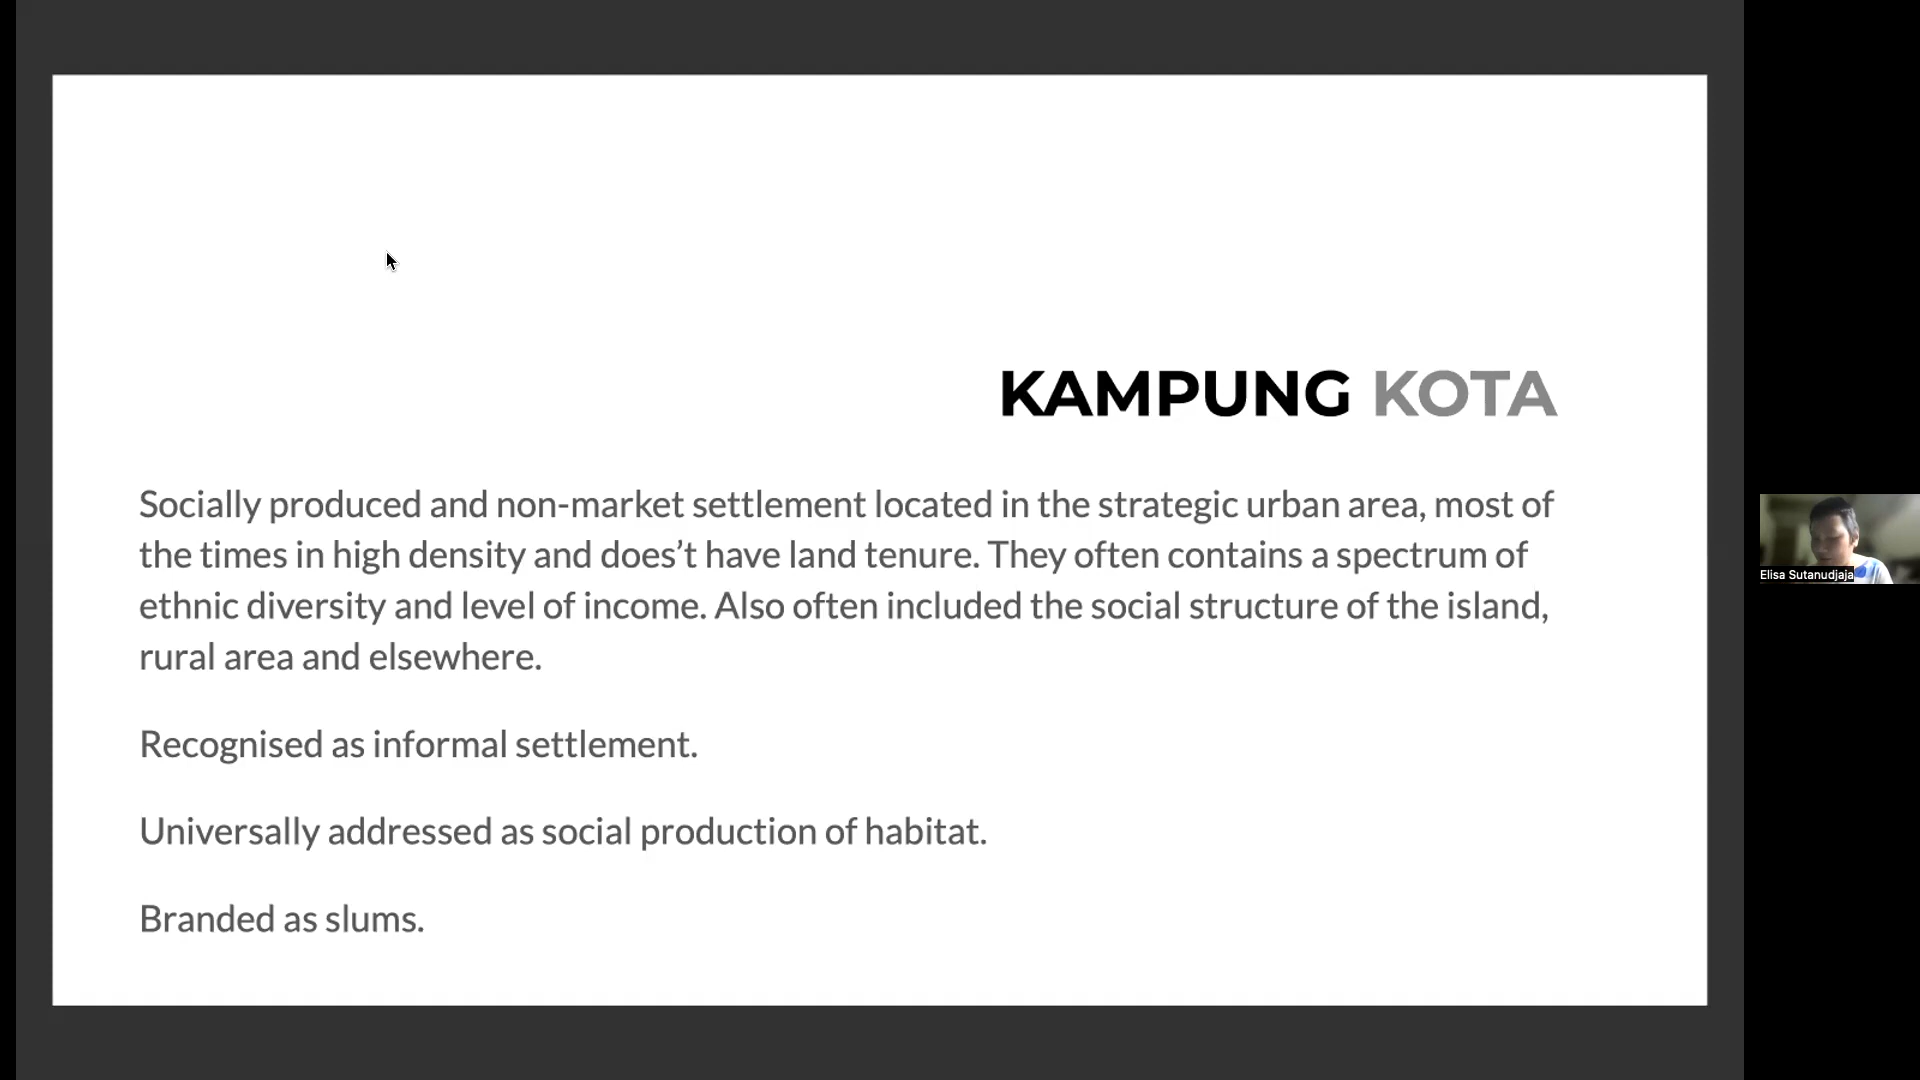 KAMPUNG KOTA
Socially produced and non-market settlement located in the strategic urban area, most of
the times in high density and does’t have land tenure. They often contains a spectrum of
ethnic diversity and level of income. Also often included the social structure of the island,
rural area and elsewhere.
Recognised as informal settlement.
Universally addressed as social production of habitat.
Branded as slums.
Elisa Sutanudjaja